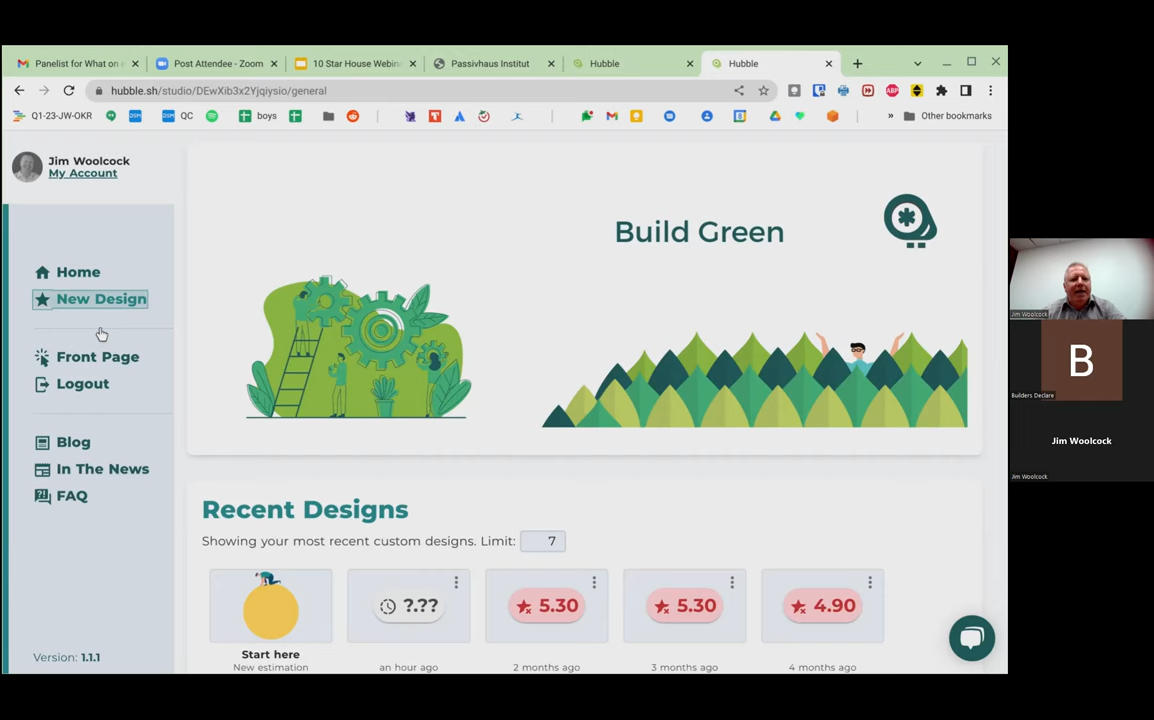 Panelist for What on
Post Attendee - Zoom
10 Star House Webin
Passivhaus Institut
Hubble
Hubble
hubble.sh/studio/DEwXib3x2Yjqiysio/general
Q1-23-JW-OKR
DSM
DSM
QC
boys
ABP
»
Other bookmarks
Jim Woolcock
My Account
Build Green
Home
New Design
Front Page
Logout
Blog
In The News
FAQ
Recent Designs
Showing your most recent custom designs. Limit: 7
?.??
5.30
5.30
4.90
Start here
New estimation
an hour ago
2 months ago
3 months ago
4 months ago
Version: 1.1.1
Jim Woolcock
B
Builders Declare
Jim Woolcock
Jim Woolcock